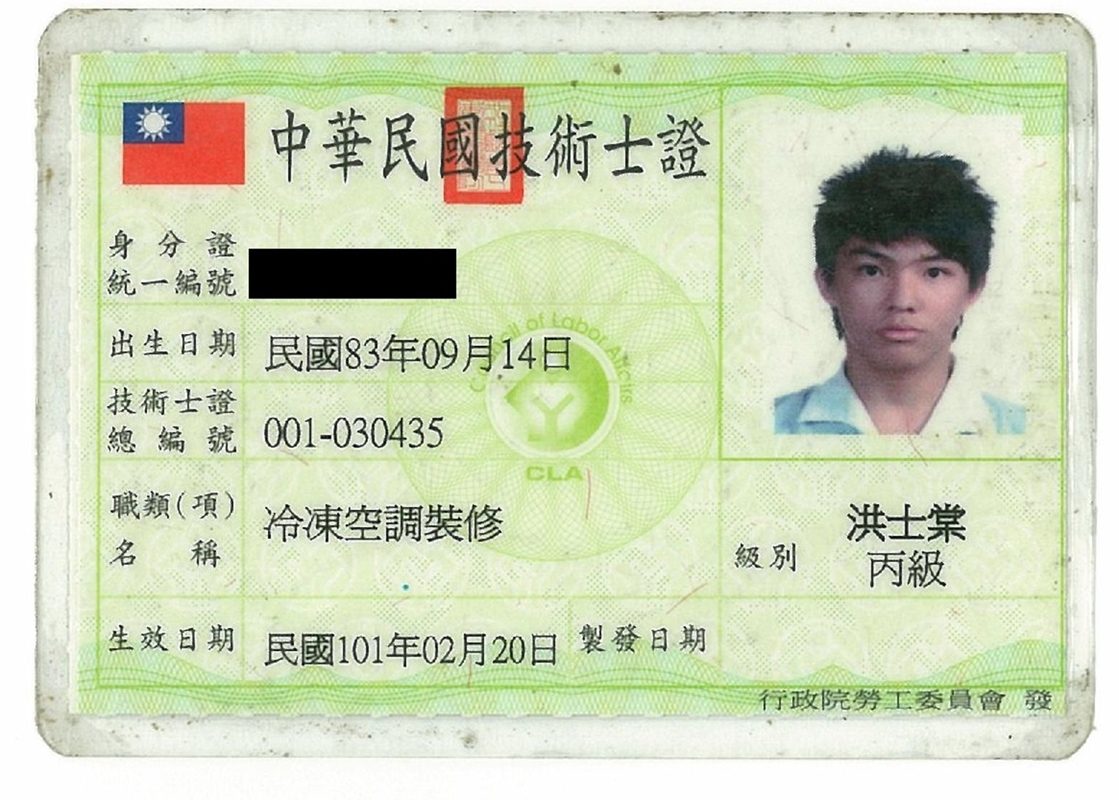 中華民國技術士證
身分證
統一編號
出生日期 民國83年09月14日
技術士證
總編號 001-030435
職類(項)
名稱 冷凍空調裝修
Council of Labor Affairs
CLA
洪士棠
級別 丙級
生效日期 民國101年02月20日 製發日期
行政院勞工委員會 發